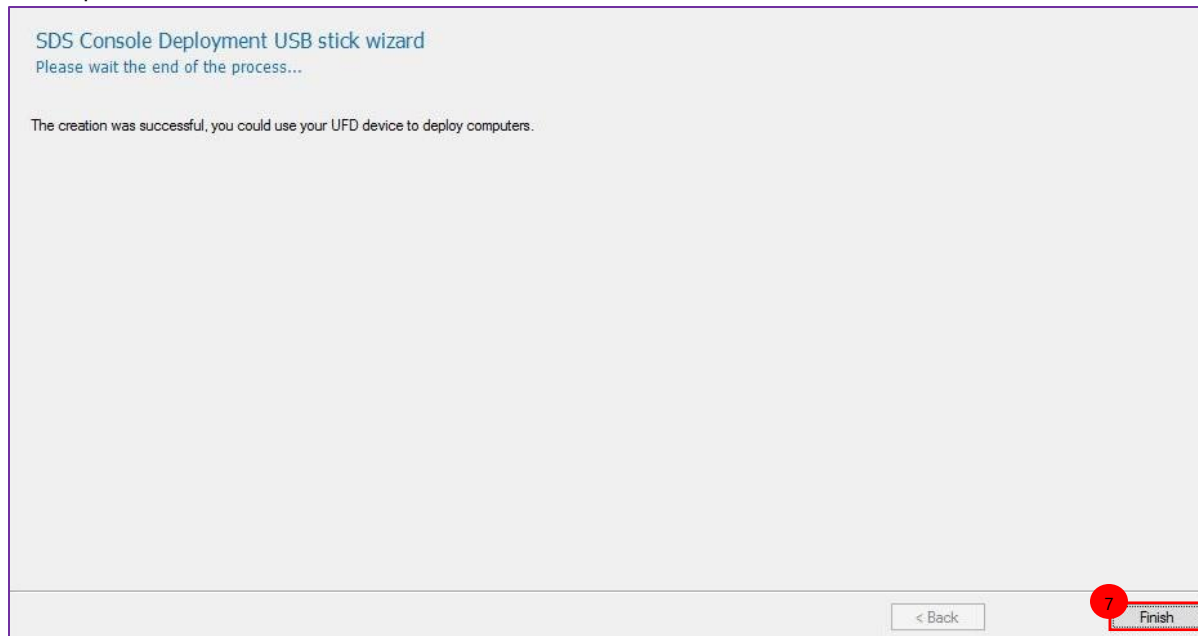 SDS Console Deployment USB stick wizard
Please wait the end of the process...
The creation was successful, you could use your UFD device to deploy computers.
< Back
7
Finish